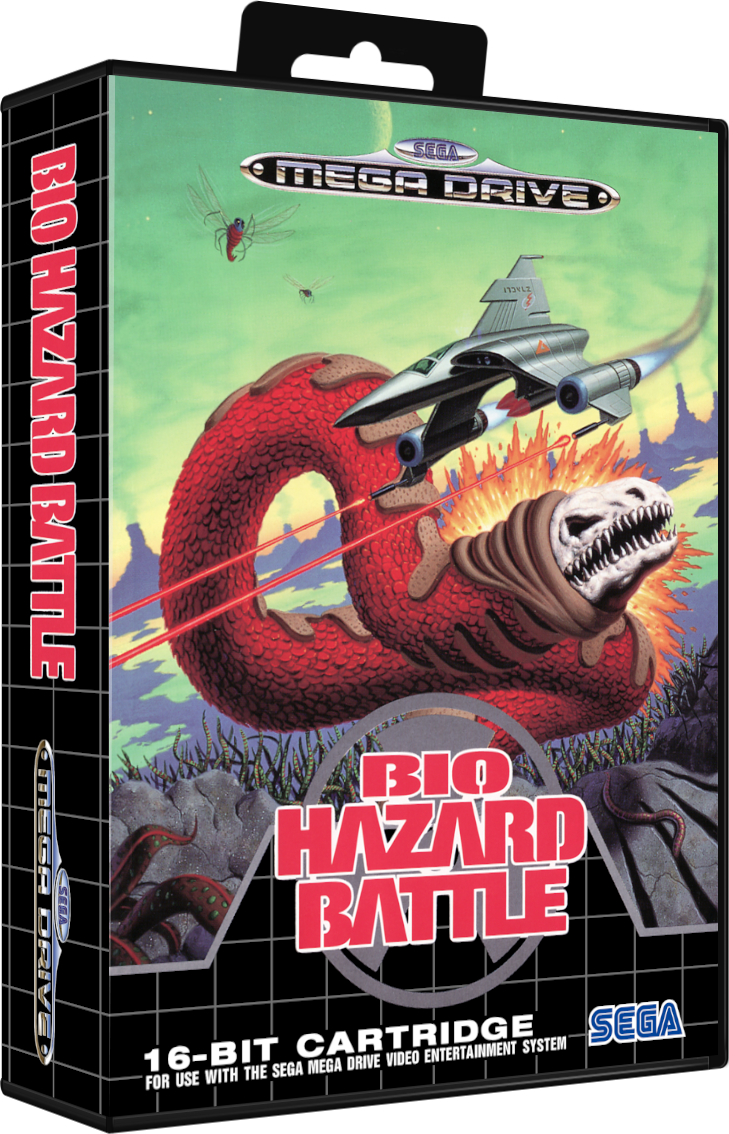 BIO HAZARD BATTLE
SEGA
MEGA DRIVE
SEGA
MEGA DRIVE
BIO
HAZARD
BATTLE
16-BIT CARTRIDGE
FOR USE WITH THE SEGA MEGA DRIVE VIDEO ENTERTAINMENT SYSTEM
SEGA